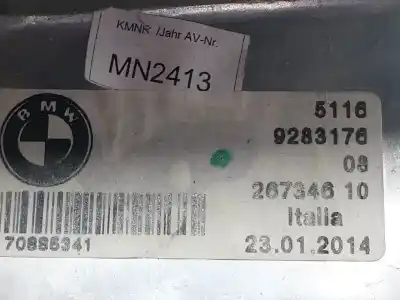 KMNR /Jahr AV-Nr.
MN2413
BMW
5116
9283176
08
267346 10
Italia
70885341
23.01.2014